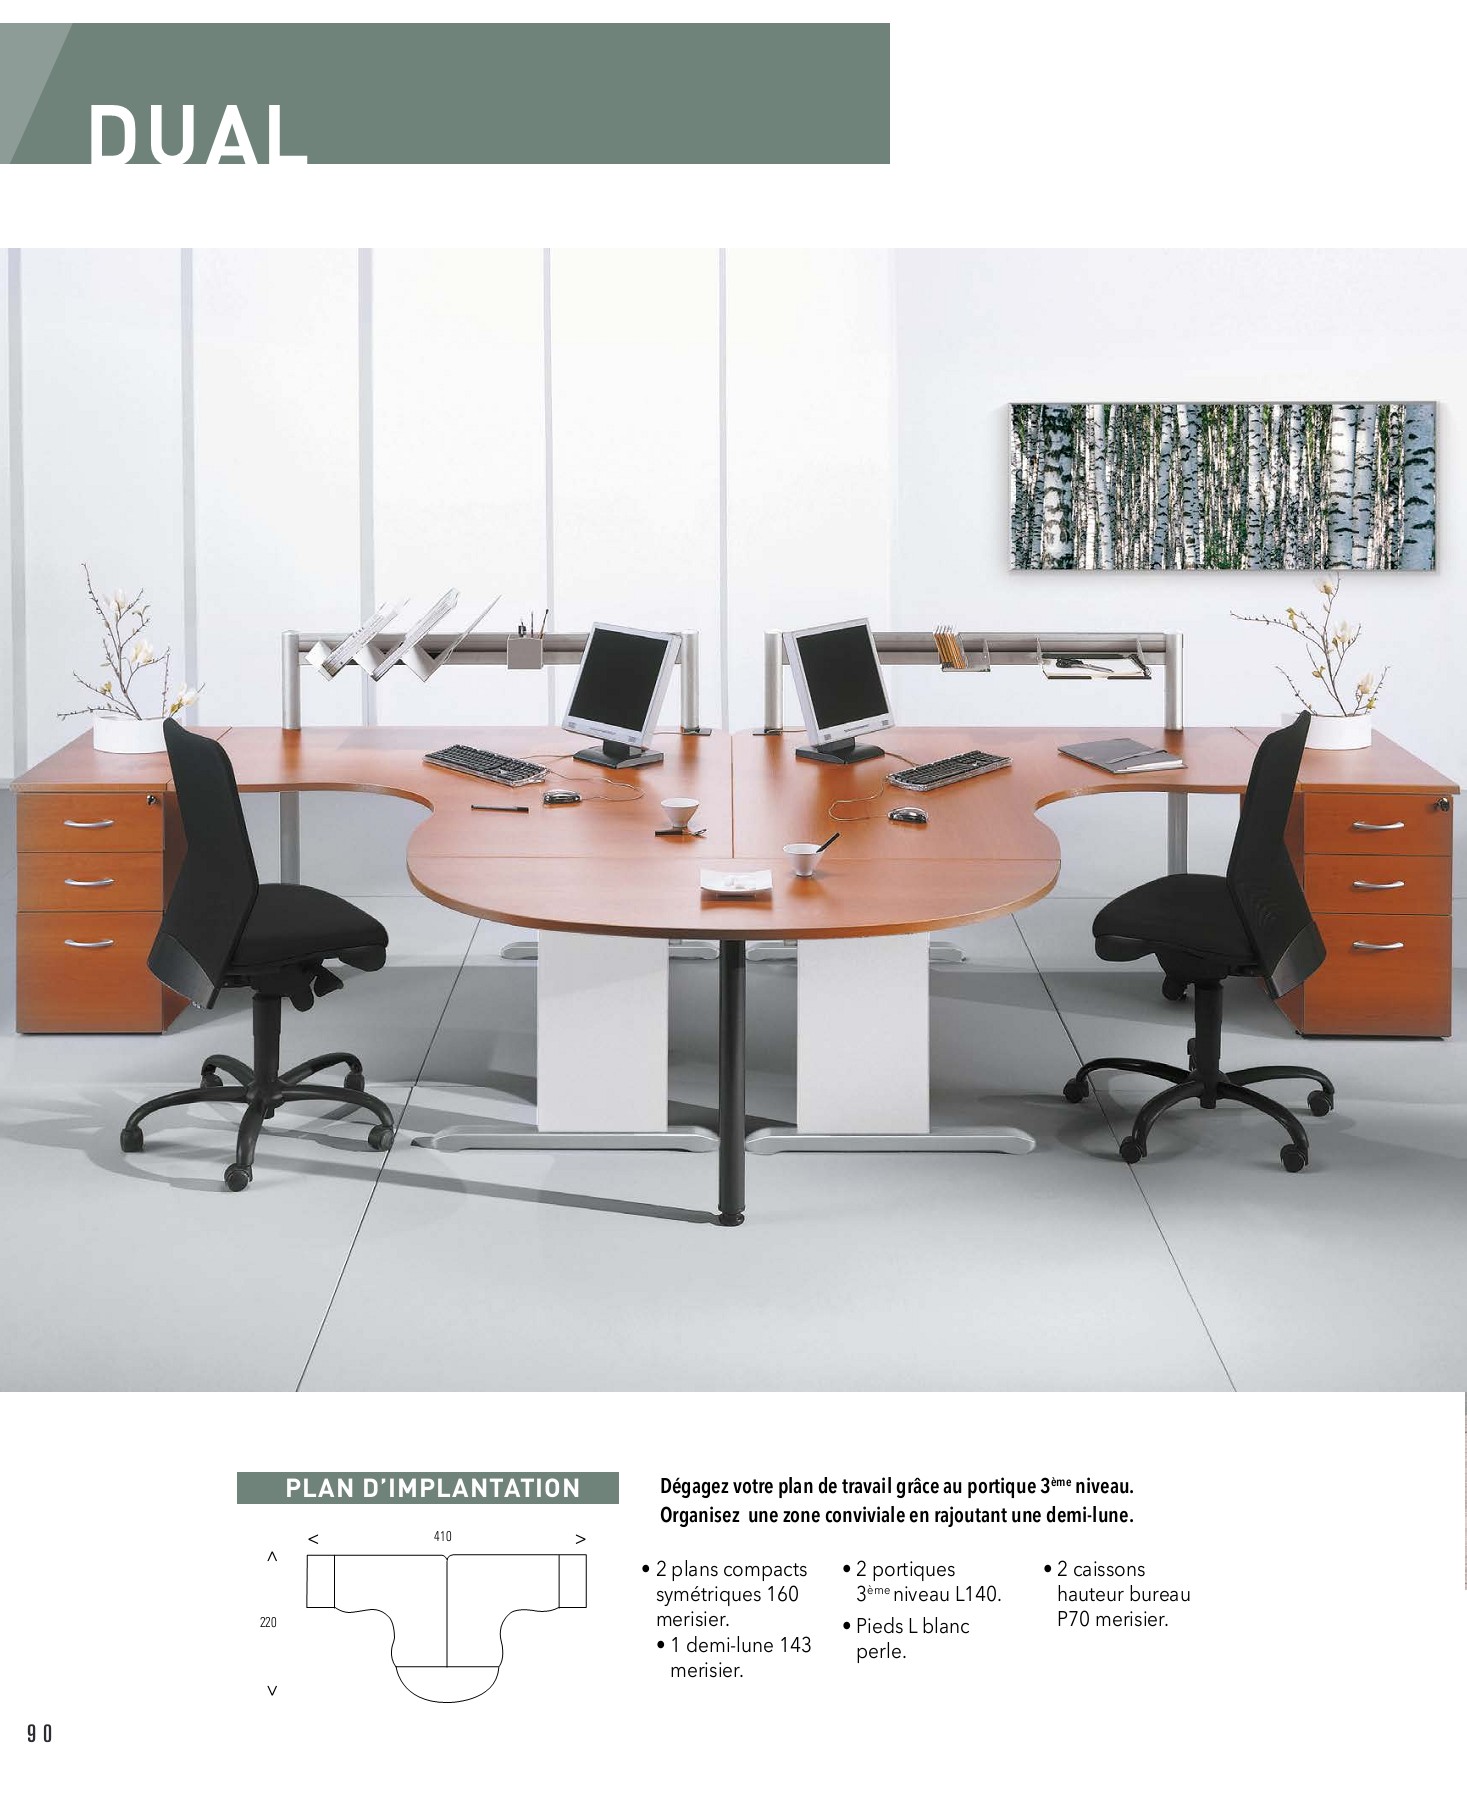 DUAL
PLAN D’IMPLANTATION
410
220
Dégagez votre plan de travail grâce au portique 3ème niveau.
Organisez une zone conviviale en rajoutant une demi-lune.
• 2 plans compacts
symétriques 160
merisier.
• 1 demi-lune 143
merisier.
• 2 portiques
3ème niveau L140.
• Pieds L blanc
perle.
• 2 caissons
hauteur bureau
P70 merisier.
90